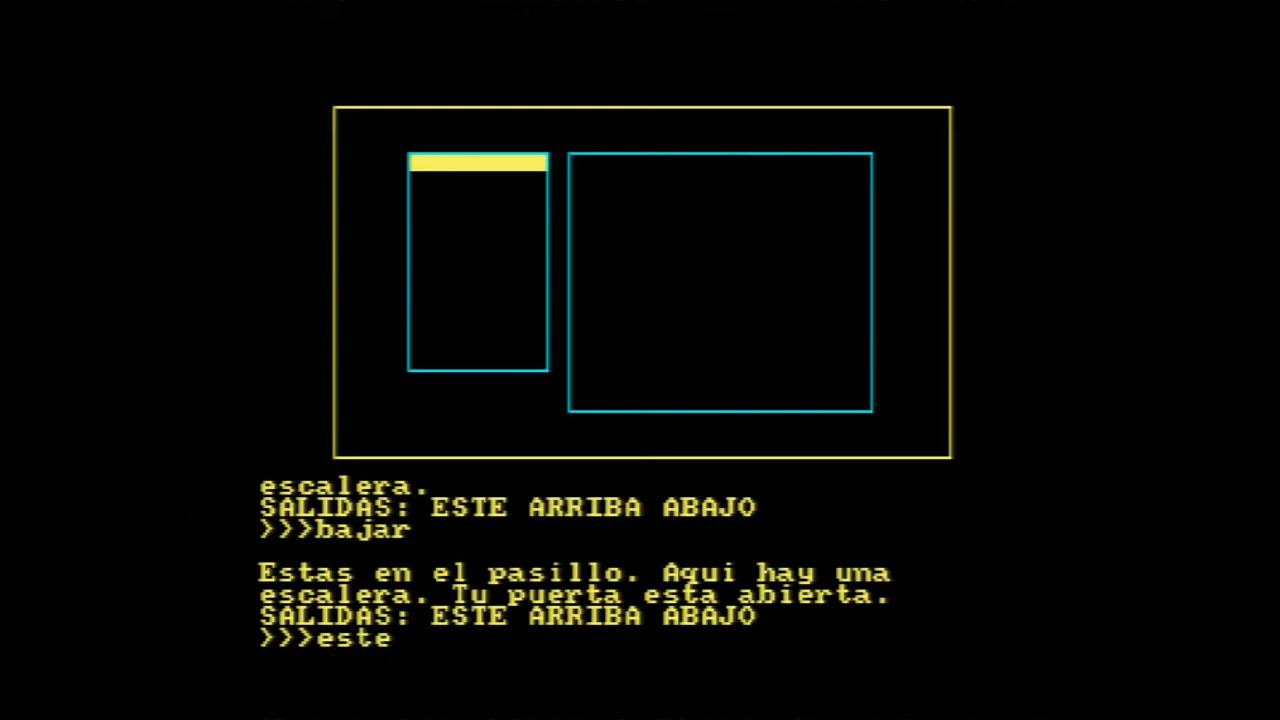 escalera.
SALIDAS: ESTE ARRIBA ABAJO
>>>bajar
Estas en el pasillo. Aqui hay una
escalera. Tu puerta esta abierta.
SALIDAS: ESTE ARRIBA ABAJO
>>>este